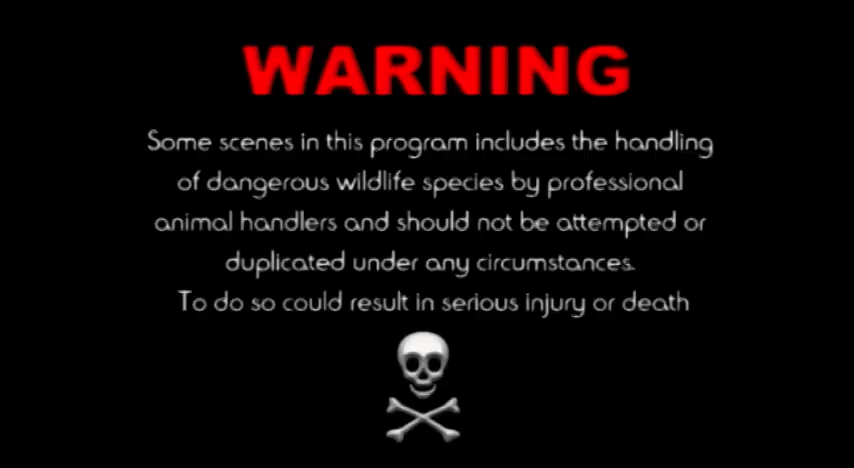 WARNING
Some scenes in this program includes the handling
of dangerous wildlife species by professional
animal handlers and should not be attempted or
duplicated under any circumstances.
To do so could result in serious injury or death